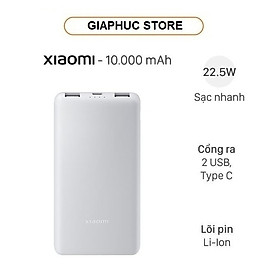 GIAPHUC STORE
xiaomi - 10.000 mAh
22.5W
Sạc nhanh
Cổng ra
2 USB,
Type C
Lõi pin
Li-Ion
XIAOMI